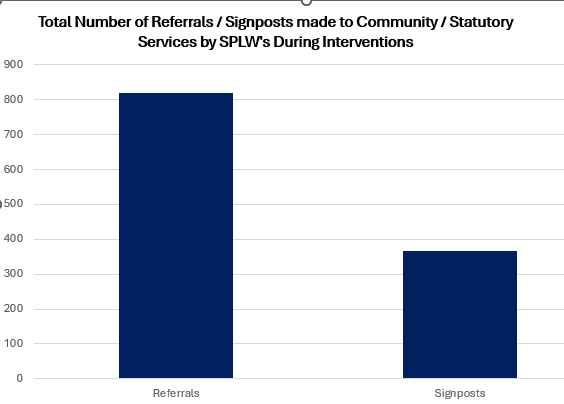 Total Number of Referrals / Signposts made to Community / Statutory
Services by SPLW's During Interventions
900
800
700
600
500
400
300
200
100
0
Referrals
Signposts